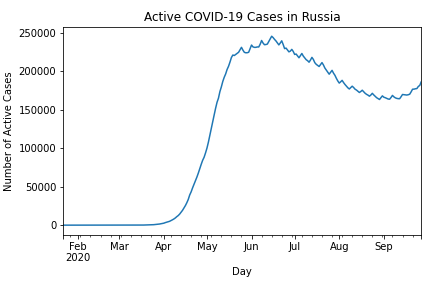 Active COVID-19 Cases in Russia
Number of Active Cases
250000
200000
150000
100000
50000
0
Feb Mar Apr May Jun Jul Aug Sep
2020
Day